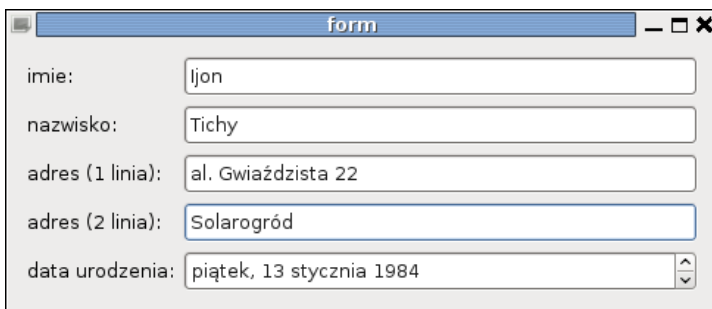 form
imie: Ijon
nazwisko: Tichy
adres (1 linia): al. Gwiaździsta 22
adres (2 linia): Solarogród
data urodzenia: piątek, 13 stycznia 1984